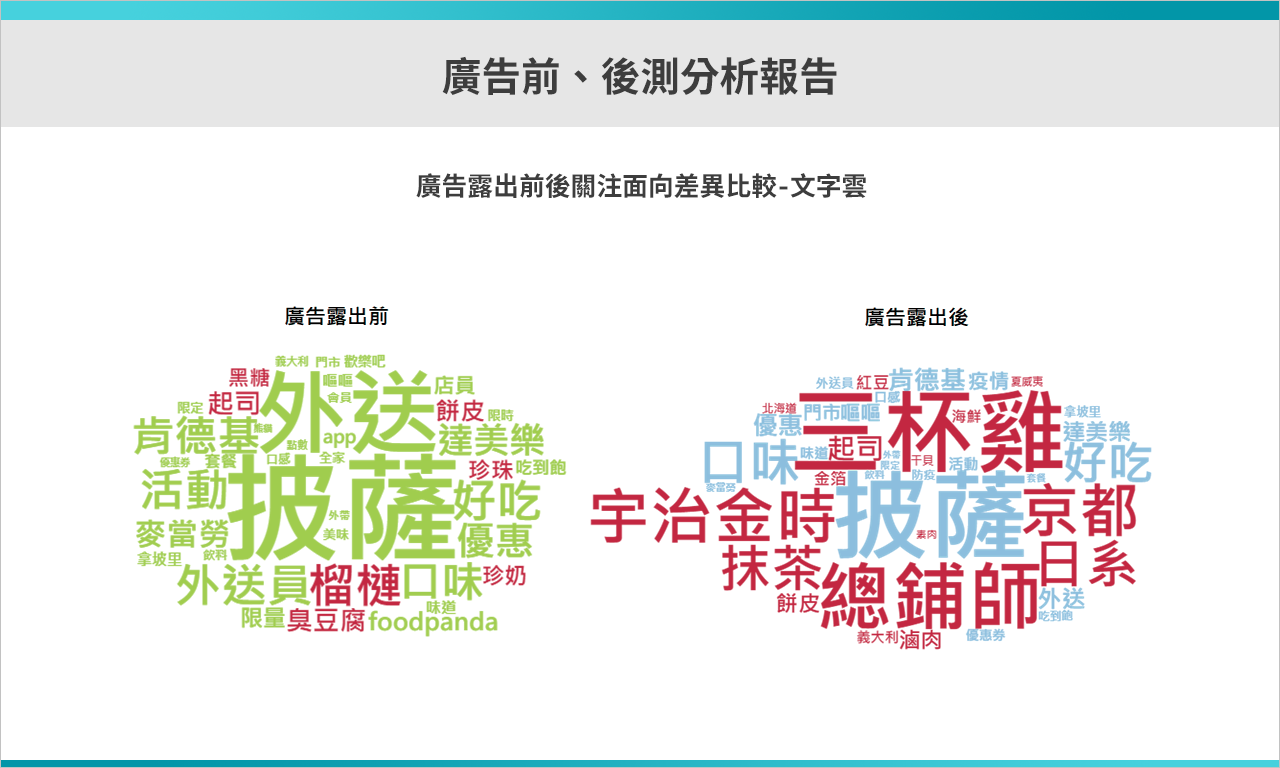 廣告前、後測分析報告
廣告露出前後關注面向差異比較-文字雲
廣告露出前
義大利 門市 歡樂吧
黑糖 嘔嘔 店員
外送
會員
限定 起司 餅皮 限時
肯德基 熊貓 點數 app 達美樂
優惠券 套餐 口感 全家 珍珠 吃到飽
活動 披薩 好吃
外帶
麥當勞 美味 優惠
拿坡里 飲料
外送員 榴槤 口味 珍奶
味道
限量 臭豆腐 foodpanda
廣告露出後
外送員 紅豆 肯德基 疫情 夏威夷
口感
三杯雞
北海道 門市 嘔嘔 海鮮 拿坡里
優惠 達美樂
起司
口味 味道 外帶 好吃
限定 干貝 活動
金箔 飲料 防疫 套餐
麥當勞
宇治金時 披薩 京都
素肉
抹茶 日系
餅皮 總鋪師 外送
吃到飽
義大利 滷肉 優惠券